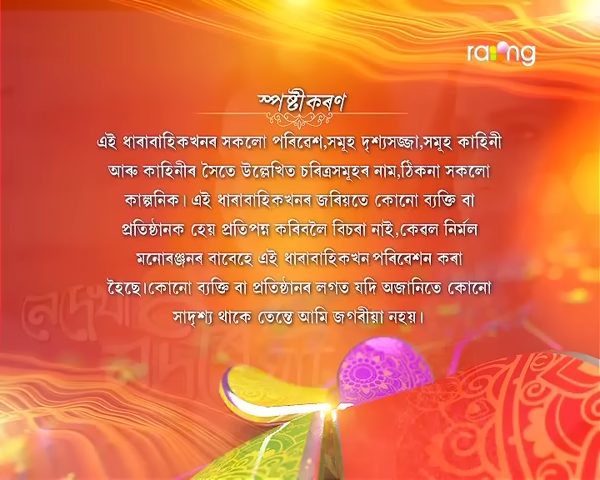 rang
স্পষ্টীকৰণ
এই ধাৰাবাহিকখনৰ সকলো পৰিৱেশ,সমূহ দৃশ্যসজ্জা,সমূহ কাহিনী
আৰু কাহিনীৰ সৈতে উল্লেখিত চৰিত্ৰসমূহৰ নাম,ঠিকনা সকলো
কাল্পনিক। এই ধাৰাবাহিকখনৰ জৰিয়তে কোনো ব্যক্তি বা
প্ৰতিষ্ঠানক হেয় প্ৰতিপন্ন কৰিবলৈ বিচৰা নাই,কেৱল নিৰ্মল
মনোৰঞ্জনৰ বাবেহে এই ধাৰাবাহিকখন পৰিবেশন কৰা
হৈছে।কোনো ব্যক্তি বা প্ৰতিষ্ঠানৰ লগত যদি অজানিতে কোনো
সাদৃশ্য থাকে তেন্তে আমি জগৰীয়া নহয়।